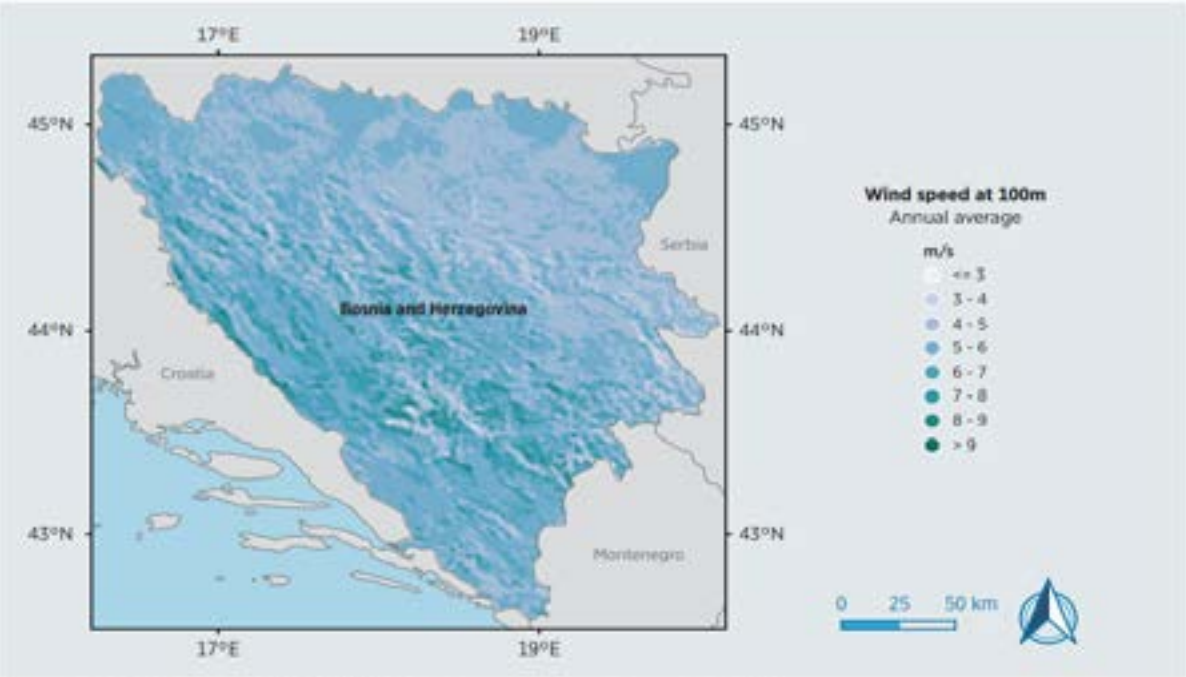 17°E 19°E
45°N 45°N
Wind speed at 100m
Annual average
m/s
Serbia
<= 3
3 - 4
Bosnia and Herzegovina
4 - 5
44°N 44°N
5 - 6
Croatia
6 - 7
7 - 8
8 - 9
> 9
43°N 43°N
Montenegro
0 25 50 km
17°E 19°E